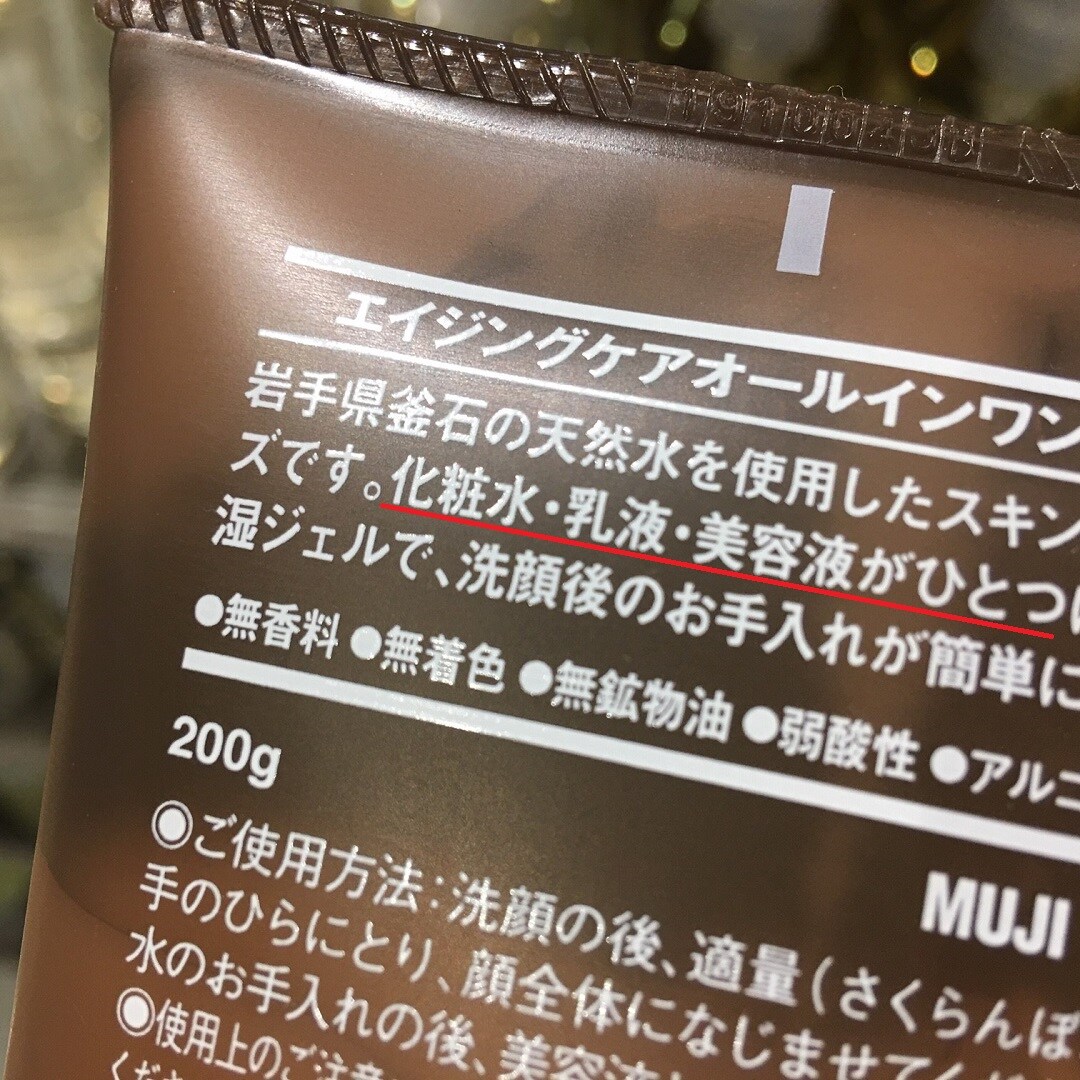 エイジングケアオールインワン
岩手県釜石の天然水を使用したスキン
ズです。化粧水・乳液・美容液がひとつ
湿ジェルで、洗顔後のお手入れが簡単に
●無香料 ●無着色 ●無鉱物油 ●弱酸性 ●アルコ
200g
MUJI
◉ご使用方法：洗顔の後、適量（さくらんぼ
手のひらにとり、顔全体になじませてく
水のお手入れの後、美容液
◉使用上のご注意